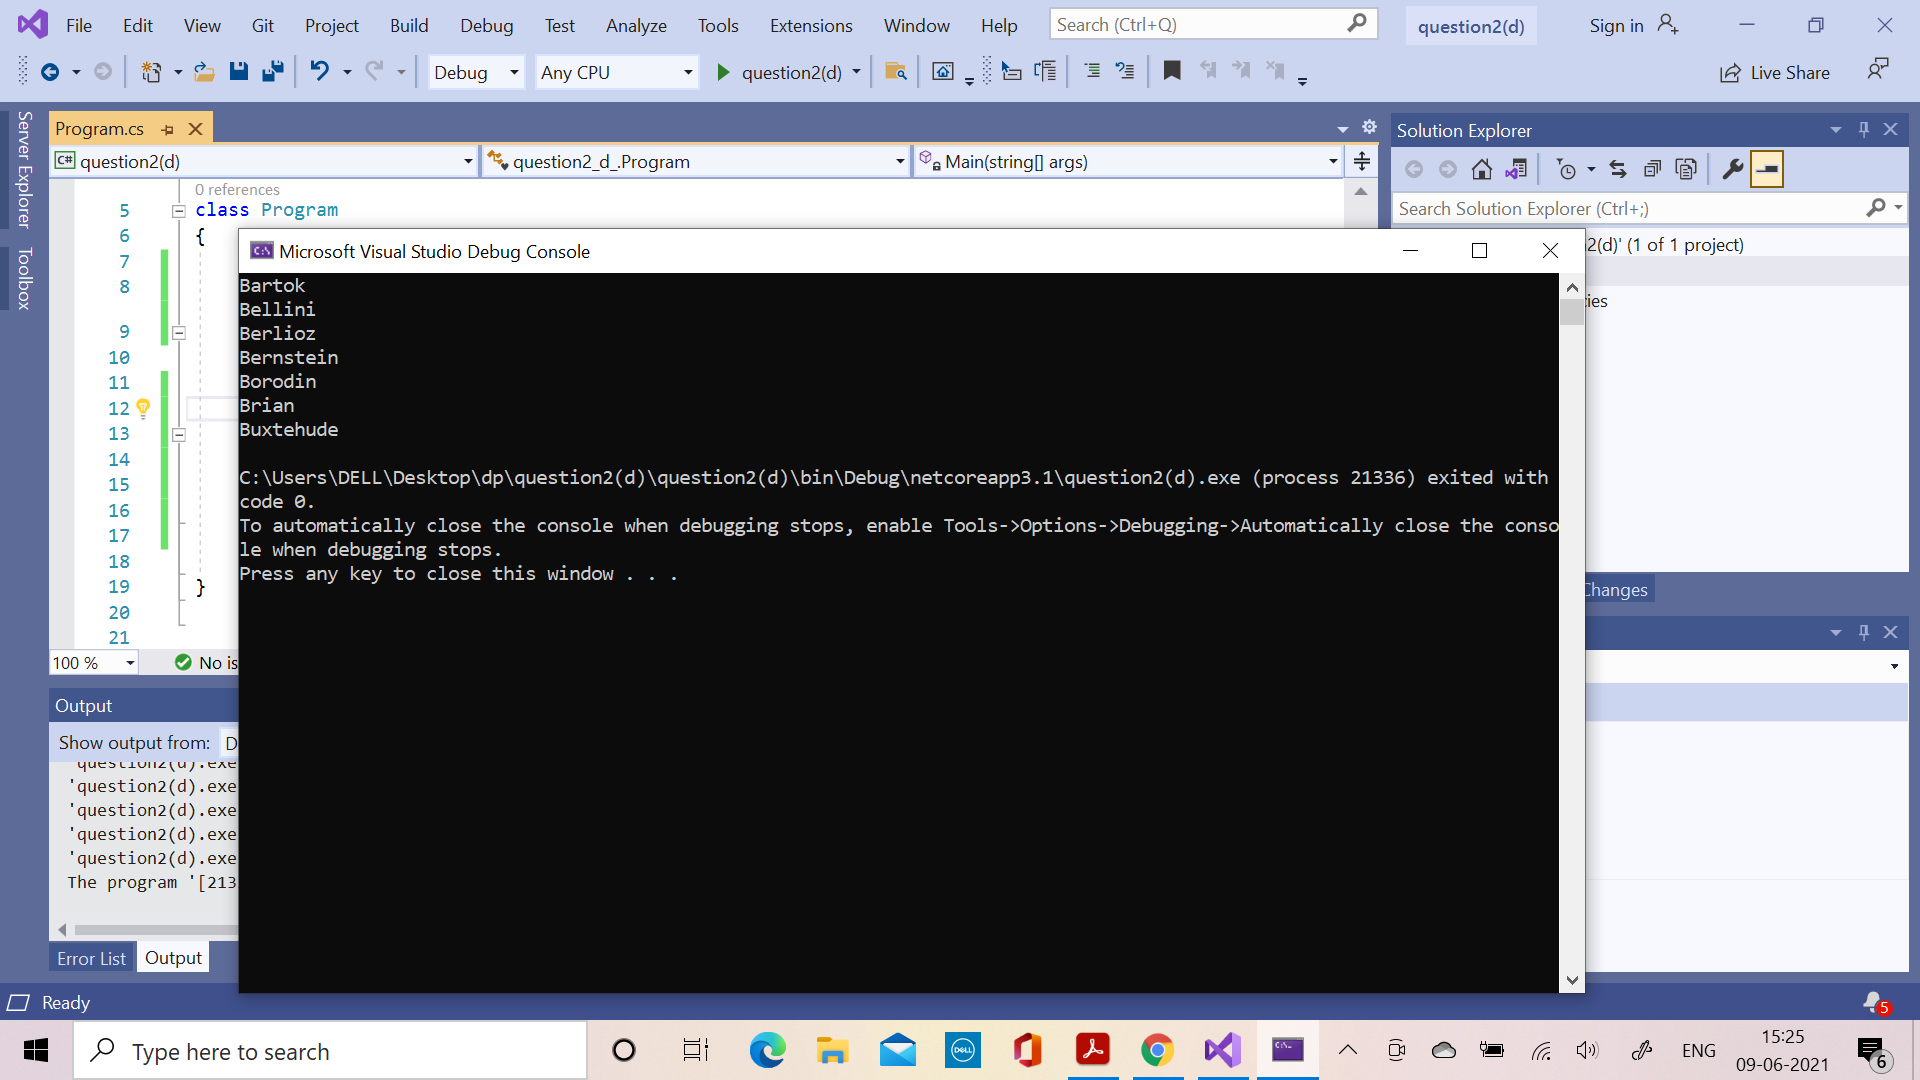 File Edit View Git Project Build Debug Test Analyze Tools Extensions Window Help Search (Ctrl+Q) question2(d) Sign in
Debug Any CPU question2(d) Live Share
Server Explorer
Toolbox
Program.cs
C# question2(d) question2_d_.Program Main(string[] args)
0 references
5 class Program
6 {
7
8
9
10
11
12
13
14
15
16
17
18
19 }
20
21
100 % No is
Microsoft Visual Studio Debug Console
Bartok
Bellini
Berlioz
Bernstein
Borodin
Brian
Buxtehude
C:\Users\DELL\Desktop\dp\question2(d)\question2(d)\bin\Debug\netcoreapp3.1\question2(d).exe (process 21336) exited with
code 0.
To automatically close the console when debugging stops, enable Tools->Options->Debugging->Automatically close the conso
le when debugging stops.
Press any key to close this window . . .
Solution Explorer
Search Solution Explorer (Ctrl+;)
2(d)' (1 of 1 project)
cies
Changes
Output
Show output from: D
'question2(d).exe
'question2(d).exe
'question2(d).exe
'question2(d).exe
'question2(d).exe
The program '[213
Error List Output
Ready 5
Type here to search DELL ENG 15:25
09-06-2021 6